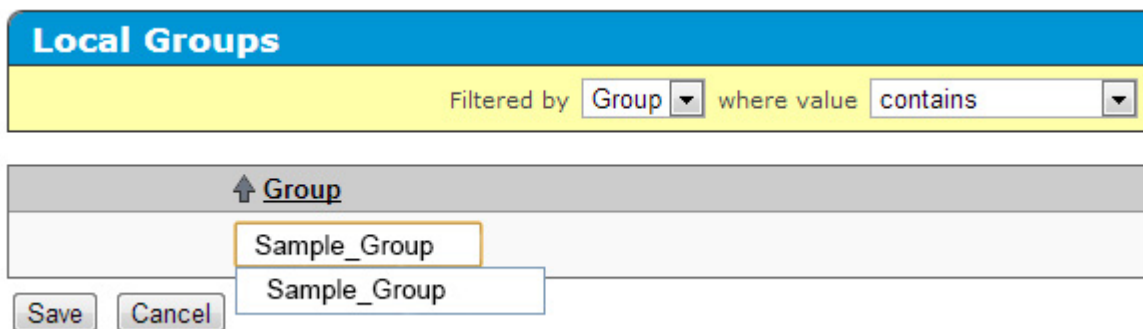 Local Groups
Filtered by Group where value contains
Group
Sample_Group
Sample_Group
Save Cancel